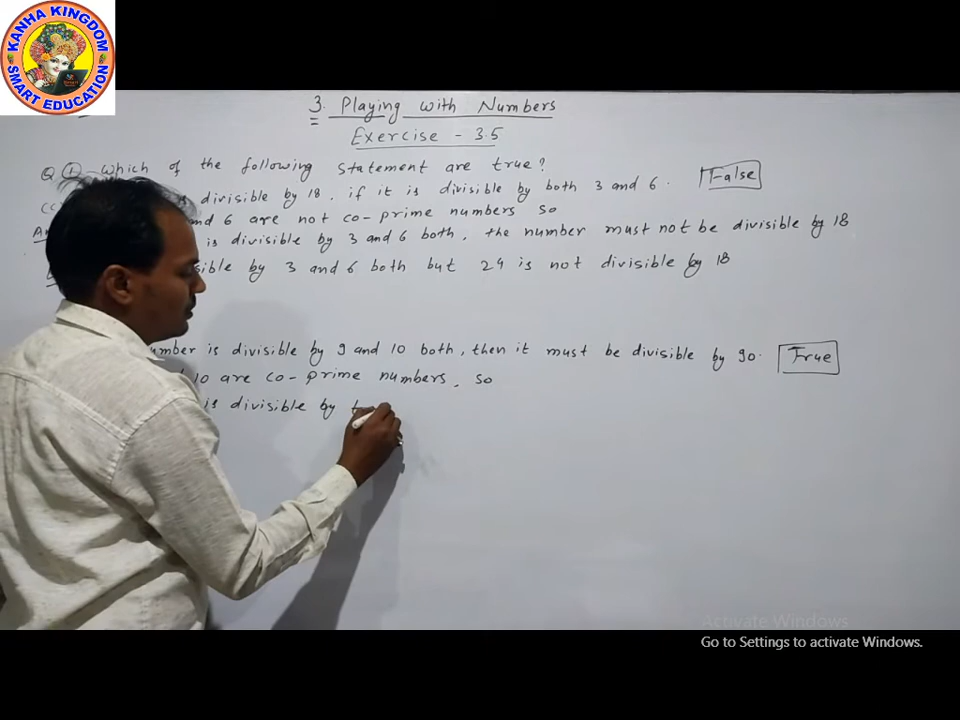 KANHA KINGDOM
SMART EDUCATION
3. Playing with Numbers
Exercise - 3.5
Q ① Which of the following statement are true?
(c) divisible by 18, if it is divisible by both 3 and 6. False
and 6 are not co-prime numbers so
is divisible by 3 and 6 both, the number must not be divisible by 18
by 3 and 6 both but 24 is not divisible by 18
number is divisible by 9 and 10 both, then it must be divisible by 90. True
10 are co-prime numbers, so
is divisible by
Activate Windows
Go to Settings to activate Windows.